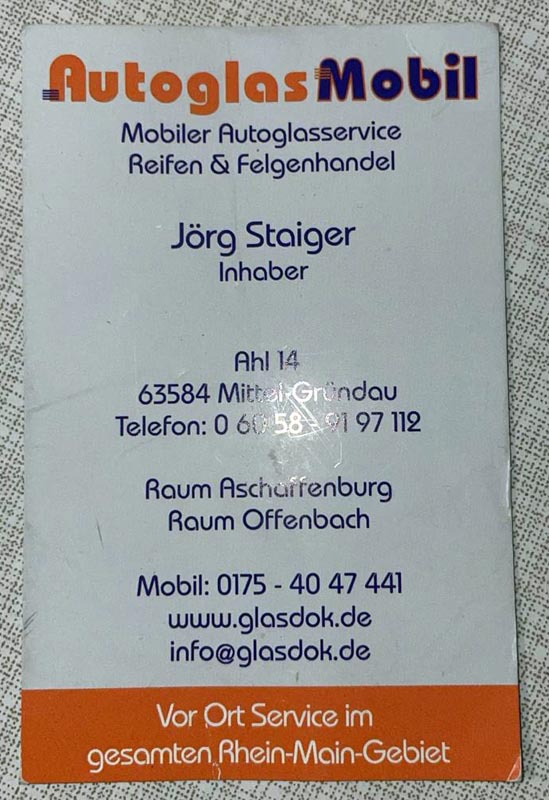 Autoglas Mobil
Mobiler Autoglasservice
Reifen & Felgenhandel
Jörg Staiger
Inhaber
Ahl 14
63584 Mittel-Gründau
Telefon: 0 60 58 - 91 97 112
Raum Aschaffenburg
Raum Offenbach
Mobil: 0175 - 40 47 441
www.glasdok.de
info@glasdok.de
Vor Ort Service im
gesamten Rhein-Main-Gebiet